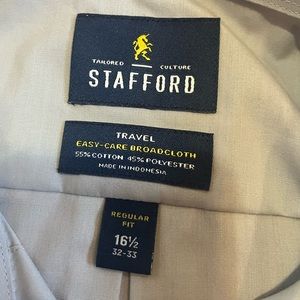 TAILORED CULTURE
STAFFORD
TRAVEL
EASY-CARE BROADCLOTH
55% COTTON 45% POLYESTER
MADE IN INDONESIA
REGULAR
FIT
16½
32-33